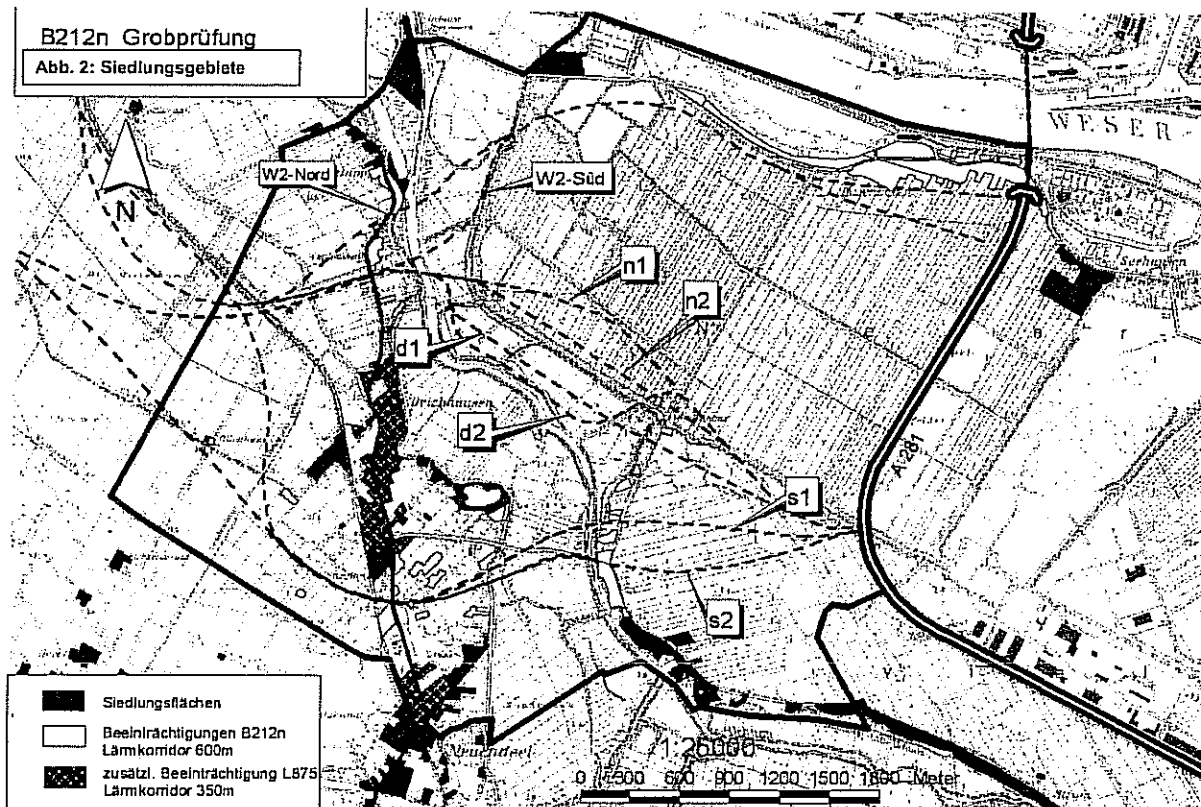 B212n Grobprüfung
Abb. 2: Siedlungsgebiete
WESER
W2-Nord
W2-Süd
N
n1
n2
d1
d2
A 281
s1
s2
Siedlungsflächen
Beeinträchtigungen B212n
Lärmkorridor 600m
zusätzl. Beeinträchtigung L875
Lärmkorridor 350m
1:25000
0 300 600 900 1200 1500 1800 Meter